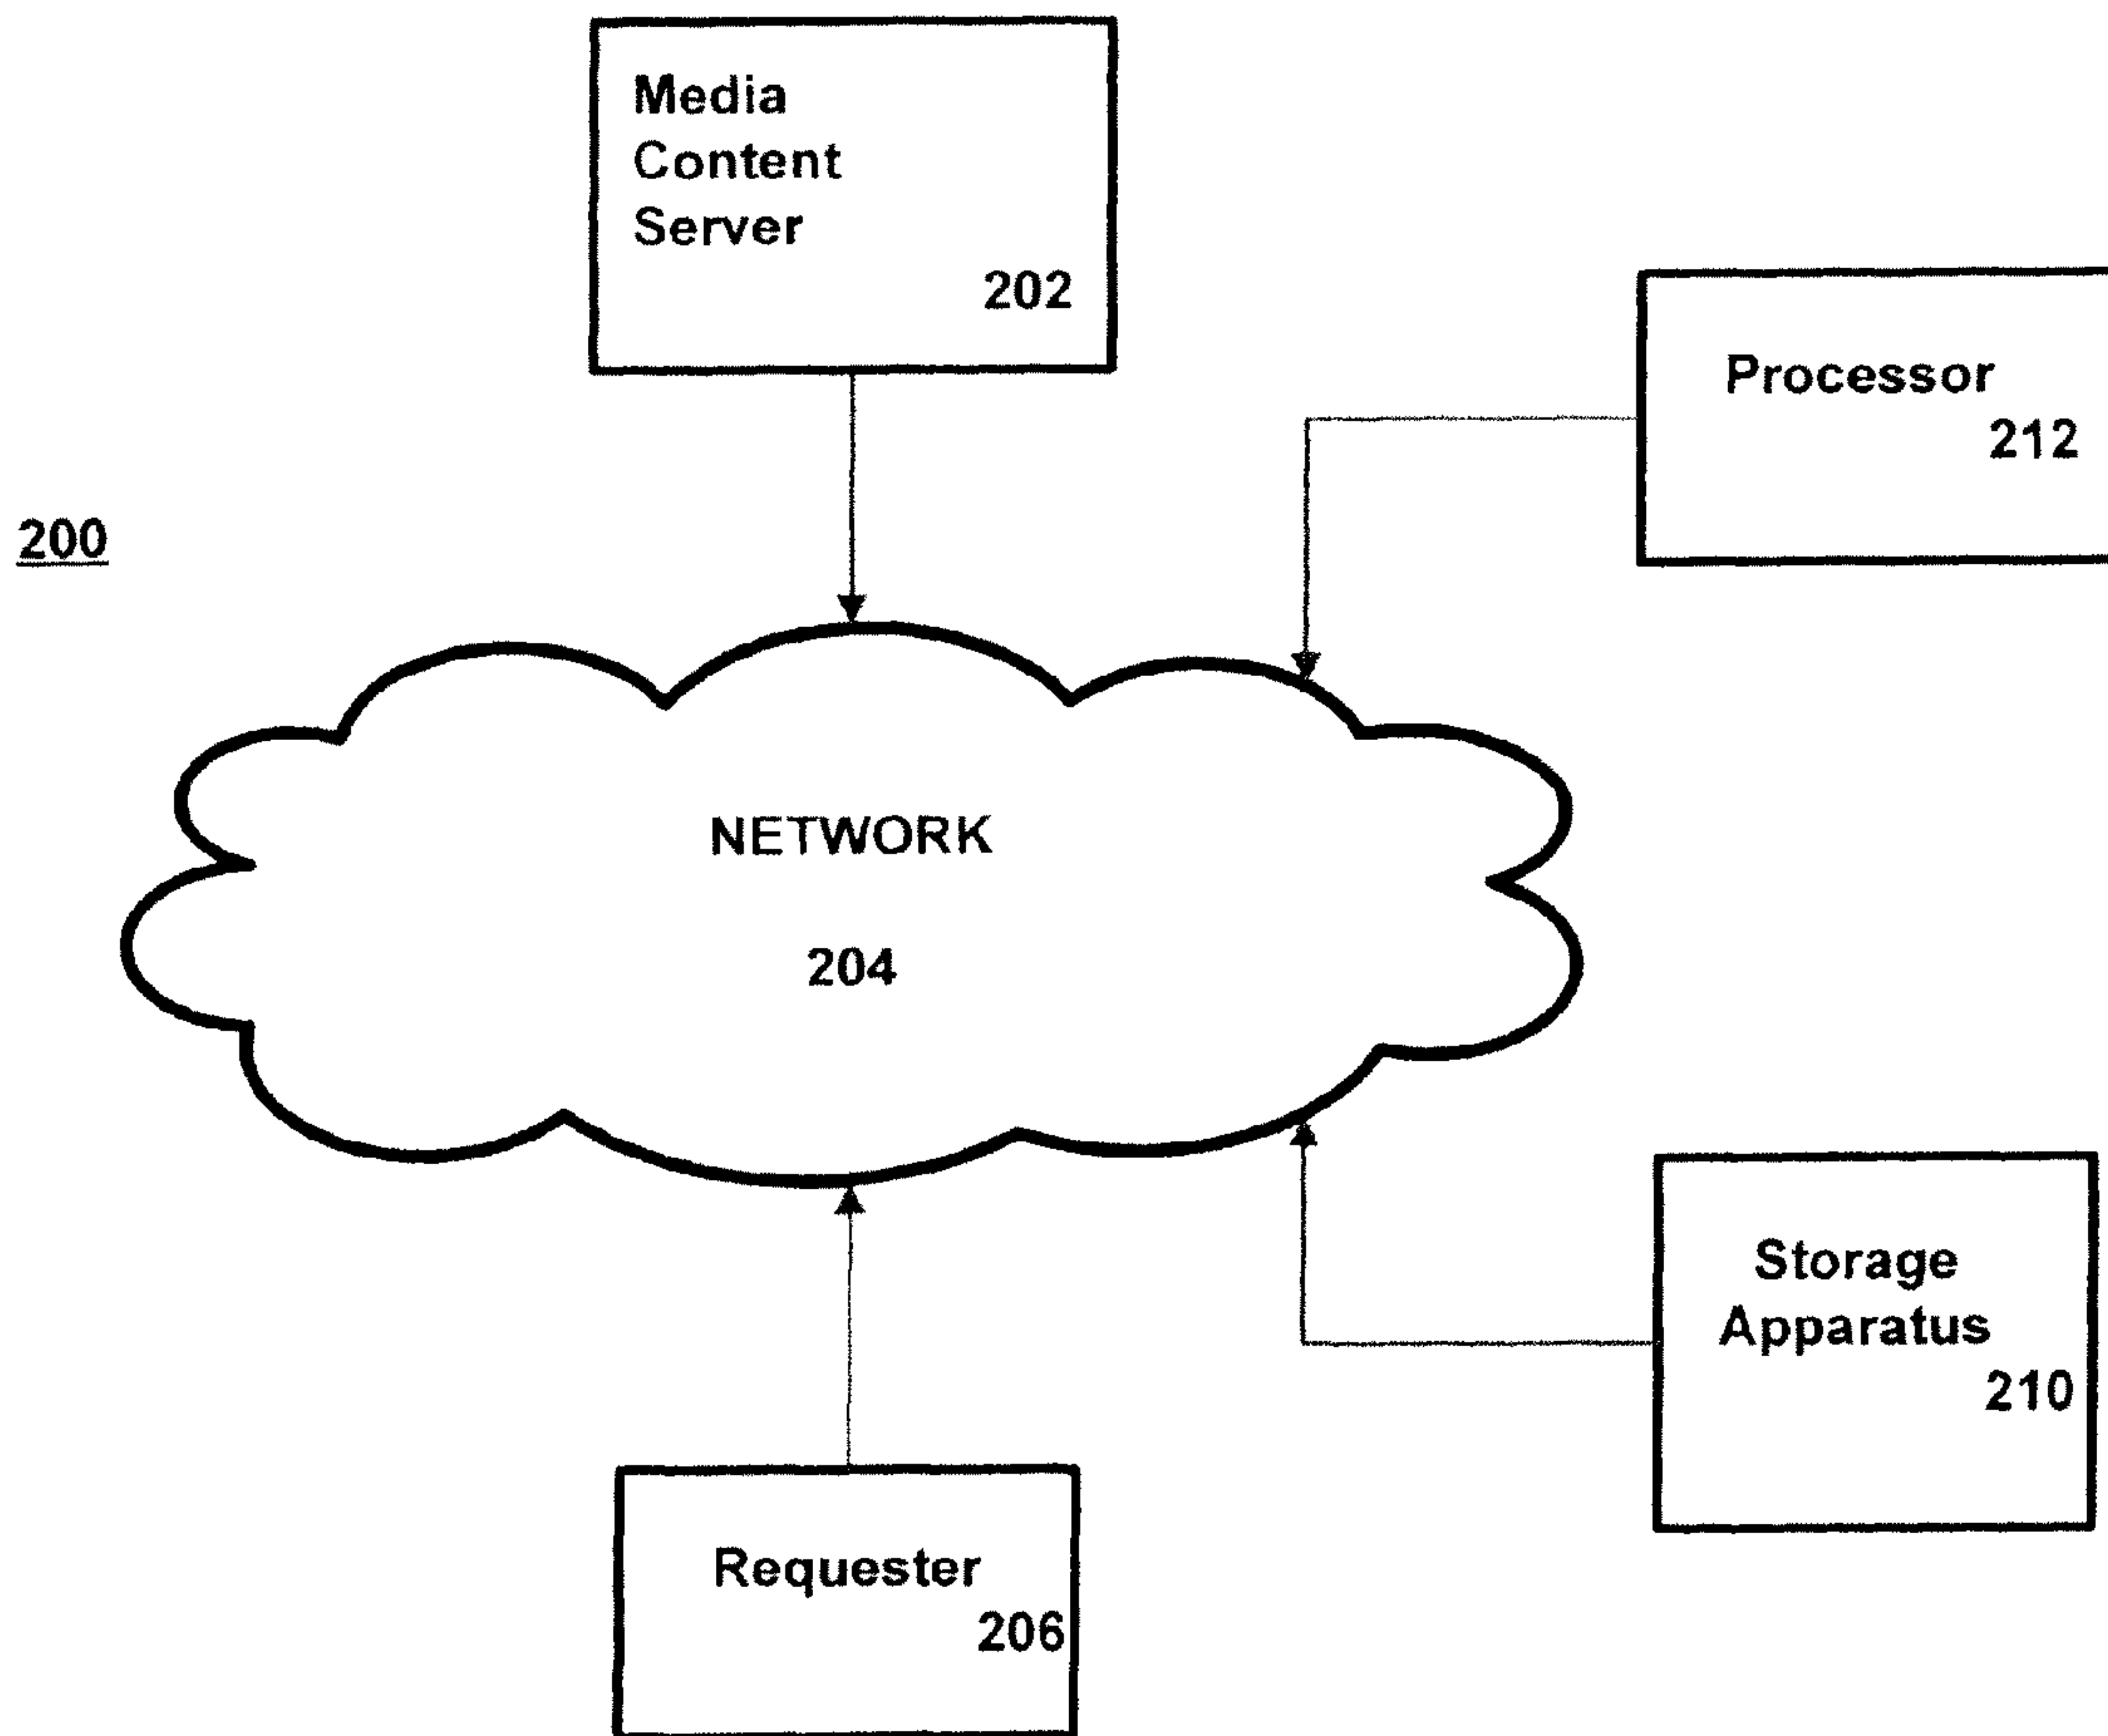 Media
Content
Server
202
Processor
212
200
NETWORK
204
Storage
Apparatus
210
Requester
206